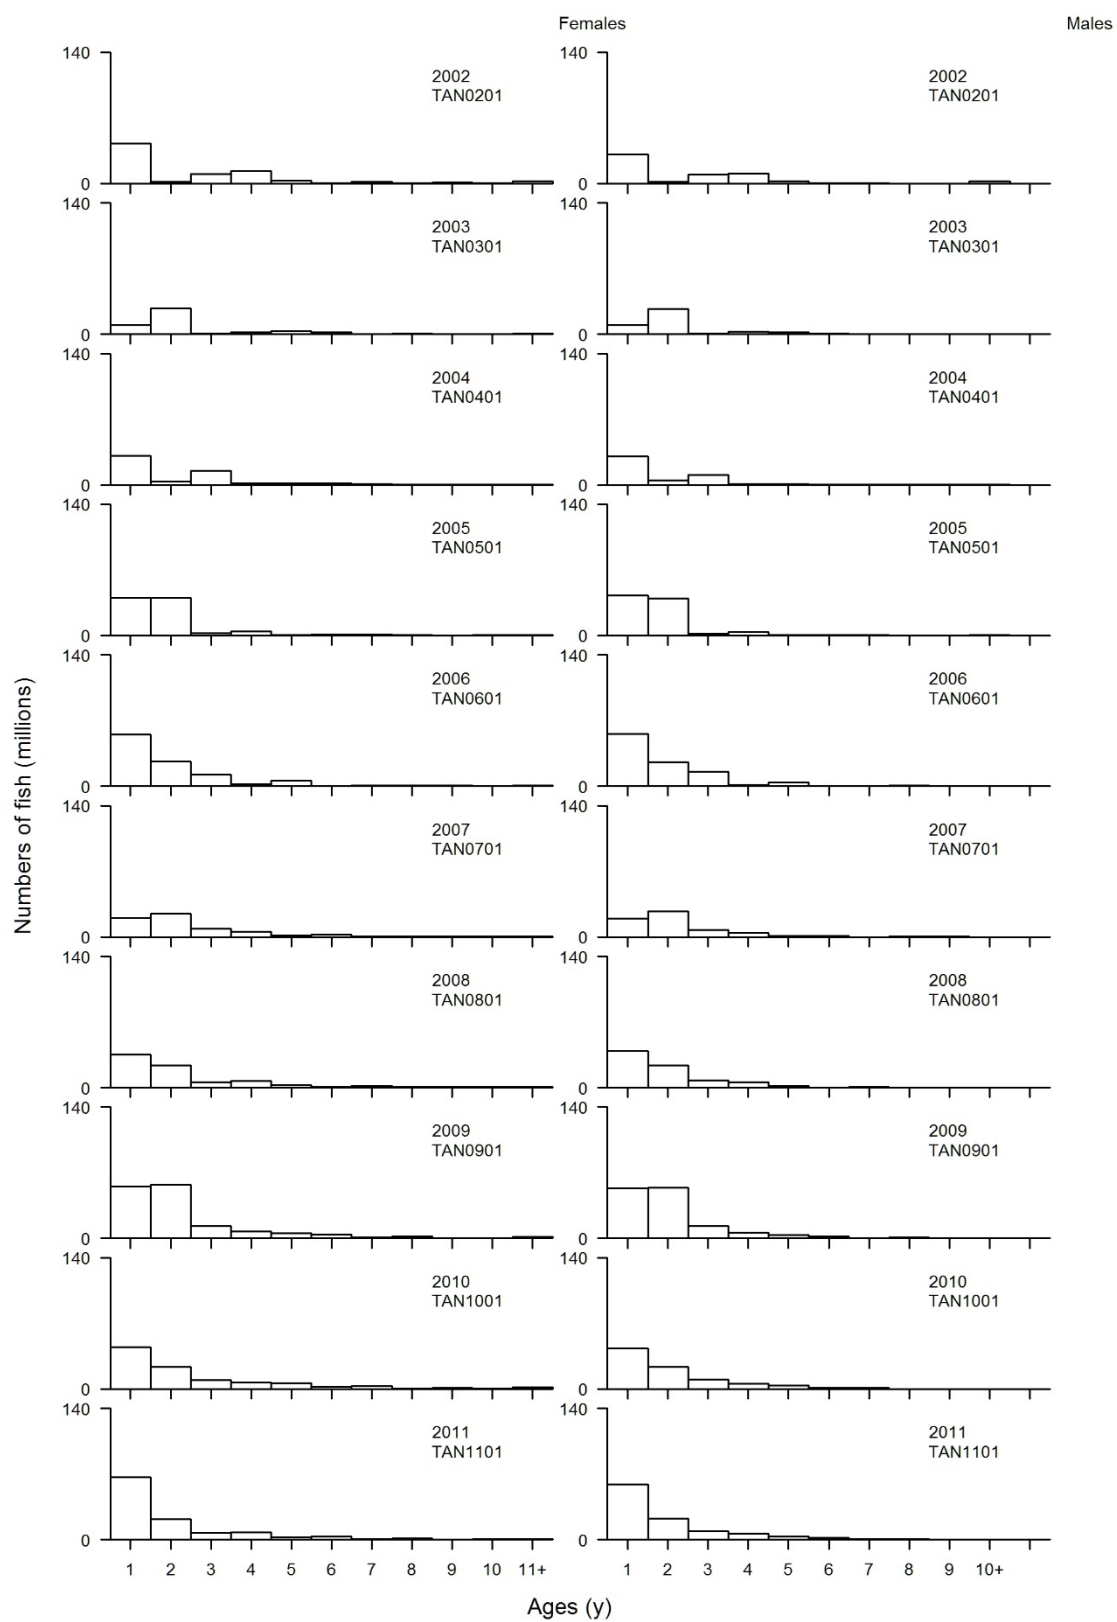 Females Males
140 2002 2002
TAN0201 TAN0201
0 0
140 2003 140 2003
TAN0301 TAN0301
0 0
140 2004 140 2004
TAN0401 TAN0401
0 0
140 2005 140 2005
TAN0501 TAN0501
0 0
140 2006 140 2006
TAN0601 TAN0601
0 0
140 2007 140 2007
TAN0701 TAN0701
0 0
140 2008 140 2008
TAN0801 TAN0801
0 0
140 2009 140 2009
TAN0901 TAN0901
0 0
140 2010 140 2010
TAN1001 TAN1001
0 0
140 2011 140 2011
TAN1101 TAN1101
0 0
1 2 3 4 5 6 7 8 9 10 11+ 1 2 3 4 5 6 7 8 9 10+
Numbers of fish (millions)
Ages (y)